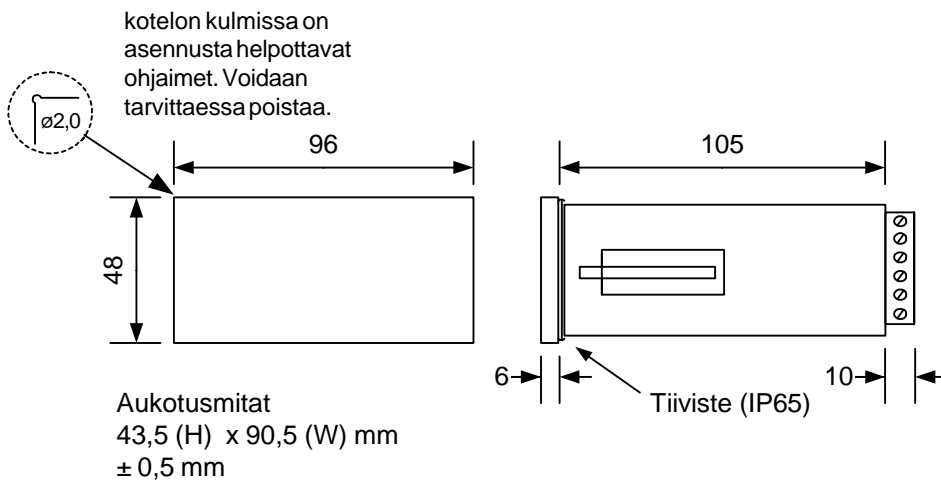 kotelon kulmissa on
asennusta helpottavat
ohjaimet. Voidaan
tarvittaessa poistaa.
ø2,0
96
105
48
6
10
Tiiviste (IP65)
Aukotusmitat
43,5 (H) x 90,5 (W) mm
± 0,5 mm